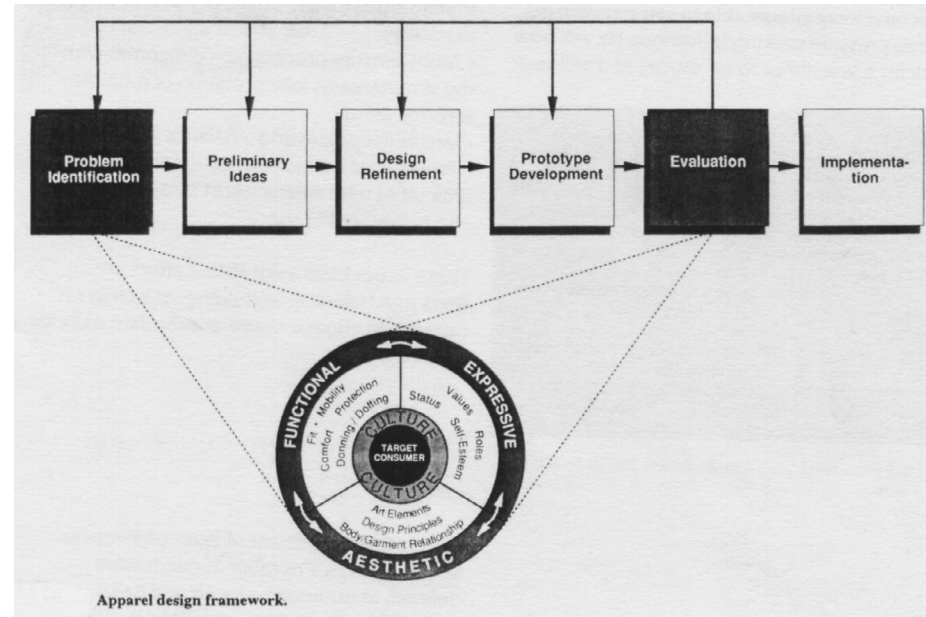 Problem
Identification
Preliminary
Ideas
Design
Refinement
Prototype
Development
Evaluation
Implementa-
tion
FUNCTIONAL
EXPRESSIVE
AESTHETIC
Fit • Mobility
Comfort
Protection
Donning / Doffing
Status
Values
Self-Esteem
Roles
CULTURE
TARGET
CONSUMER
CULTURE
Art Elements
Design Principles
Body/Garment Relationship
Apparel design framework.